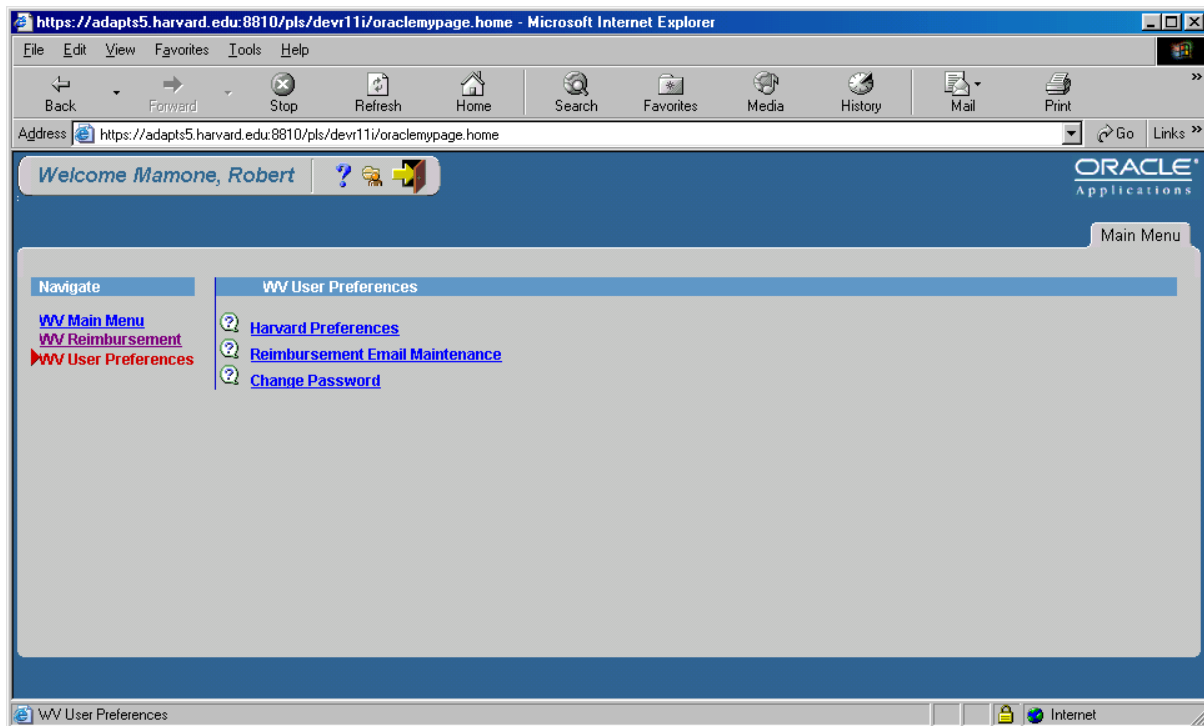 https://adapts5.harvard.edu:8810/pls/devr11i/oraclemypage.home - Microsoft Internet Explorer
File Edit View Favorites Tools Help
Back Forward Stop Refresh Home Search Favorites Media History Mail Print »
Address https://adapts5.harvard.edu:8810/pls/devr11i/oraclemypage.home Go Links »
Welcome Mamone, Robert
ORACLE
Applications
Main Menu
Navigate
WV User Preferences
WV Main Menu
WV Reimbursement
WV User Preferences
Harvard Preferences
Reimbursement Email Maintenance
Change Password
WV User Preferences Internet